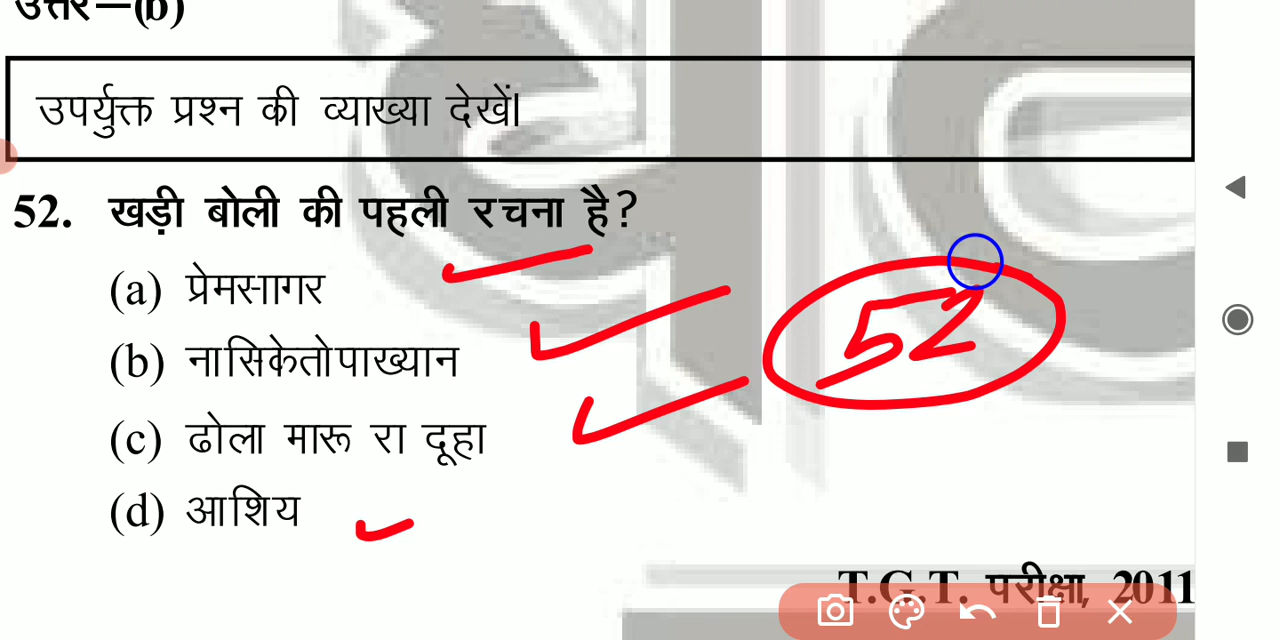 उत्तर—(b)
उपर्युक्त प्रश्न की व्याख्या देखें।
52. खड़ी बोली की पहली रचना है?
(a) प्रेमसागर
(b) नासिकेतोपाख्यान
(c) ढोला मारू रा दूहा
(d) आशिय
52
T.G.T. परीक्षा, 2011